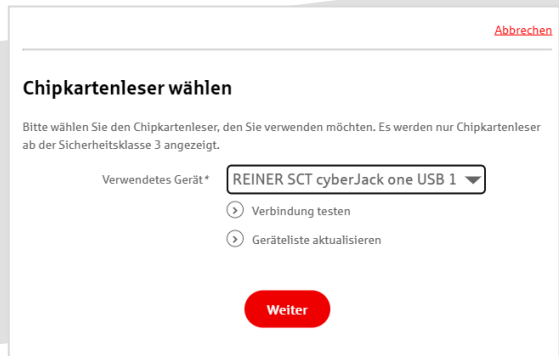 Abbrechen
Chipkartenleser wählen
Bitte wählen Sie den Chipkartenleser, den Sie verwenden möchten. Es werden nur Chipkartenleser
ab der Sicherheitsklasse 3 angezeigt.
Verwendetes Gerät* REINER SCT cyberJack one USB 1
Verbindung testen
Geräteliste aktualisieren
Weiter